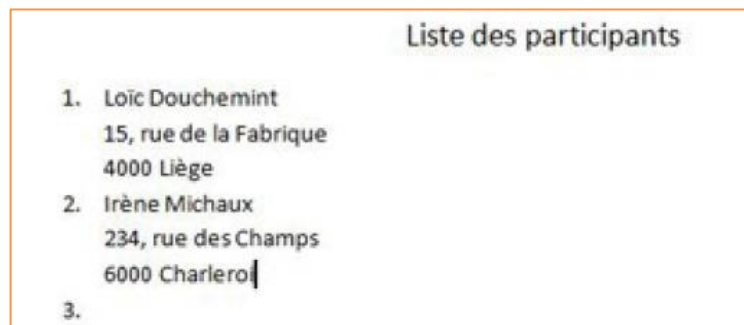 Liste des participants
1. Loïc Douchemint
15, rue de la Fabrique
4000 Liège
2. Irène Michaux
234, rue des Champs
6000 Charleroi
3.